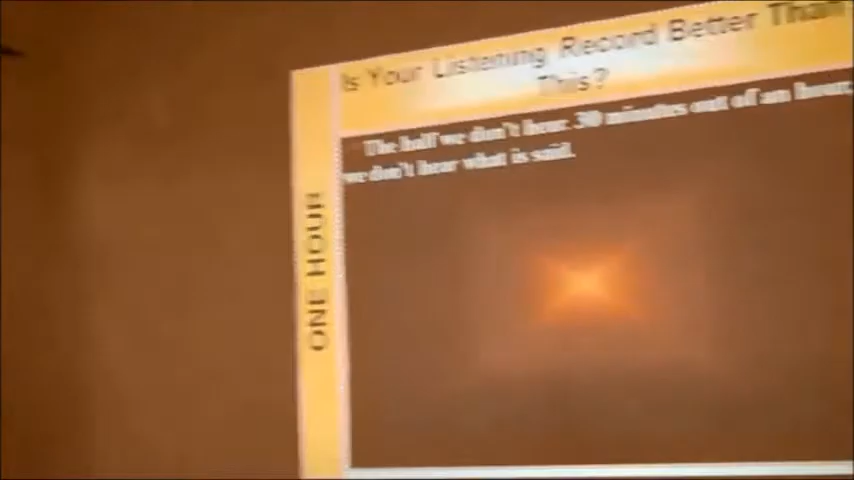 Is Your Listening Record Better Than
This?
The half we don't hear. 30 minutes out of an hour,
we don't hear what is said.
ONE HOUR